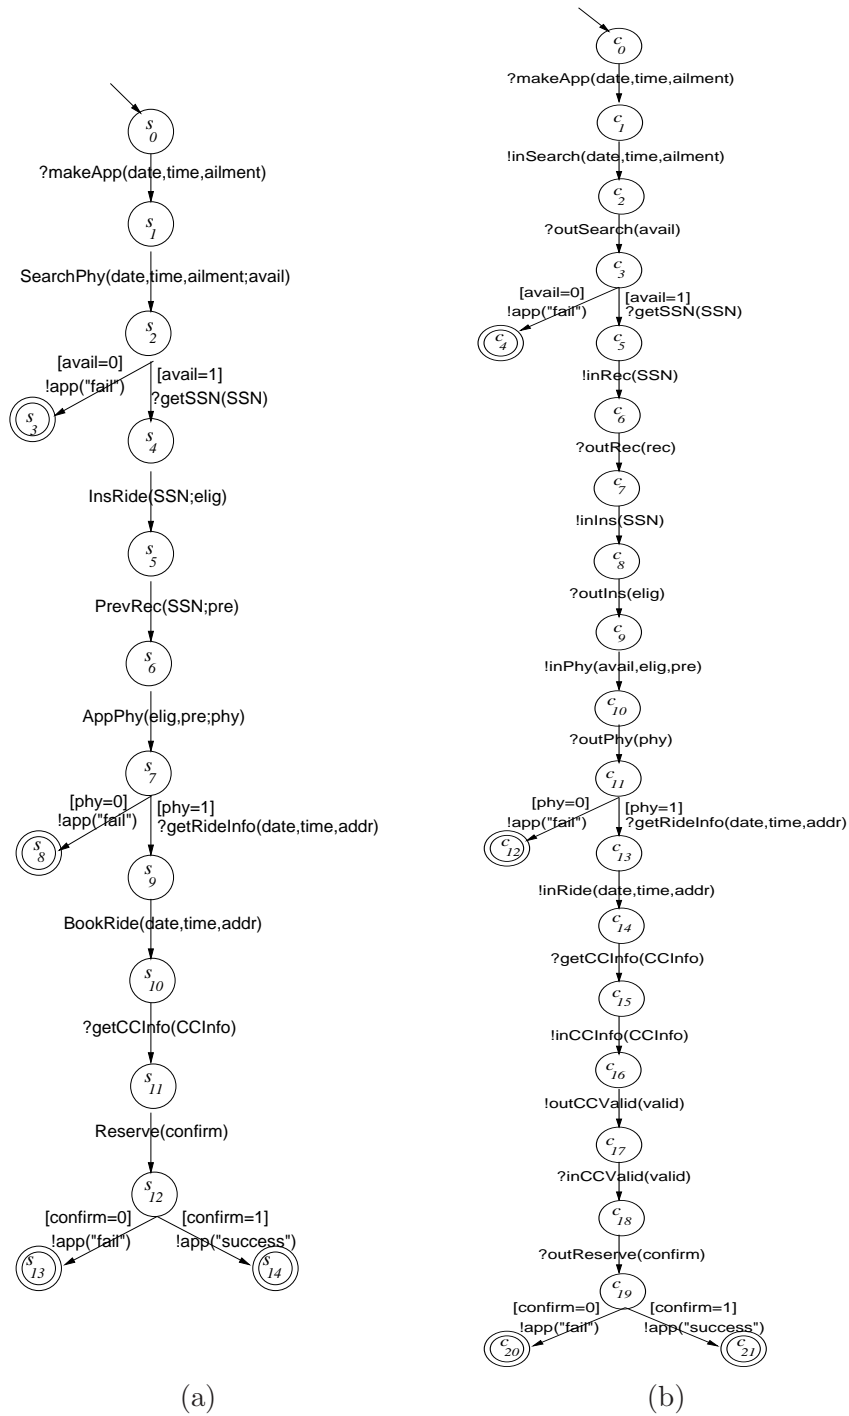 s0
?makeApp(date,time,ailment)
s1
SearchPhy(date,time,ailment;avail)
s2
[avail=0]
!app("fail")
[avail=1]
?getSSN(SSN)
s3
s4
InsRide(SSN;elig)
s5
PrevRec(SSN;pre)
s6
AppPhy(elig,pre;phy)
s7
[phy=0]
!app("fail")
[phy=1]
?getRideInfo(date,time,addr)
s8
s9
BookRide(date,time,addr)
s10
?getCCInfo(CCInfo)
s11
Reserve(confirm)
s12
[confirm=0]
!app("fail")
[confirm=1]
!app("success")
s13
s14
(a)
c0
?makeApp(date,time,ailment)
c1
!inSearch(date,time,ailment)
c2
?outSearch(avail)
c3
[avail=0]
!app("fail")
[avail=1]
?getSSN(SSN)
c4
c5
!inRec(SSN)
c6
?outRec(rec)
c7
!inIns(SSN)
c8
?outIns(elig)
c9
!inPhy(avail,elig,pre)
c10
?outPhy(phy)
c11
[phy=0]
!app("fail")
[phy=1]
?getRideInfo(date,time,addr)
c12
c13
!inRide(date,time,addr)
c14
?getCCInfo(CCInfo)
c15
!inCCInfo(CCInfo)
c16
!outCCValid(valid)
c17
?inCCValid(valid)
c18
?outReserve(confirm)
c19
[confirm=0]
!app("fail")
[confirm=1]
!app("success")
c20
c21
(b)